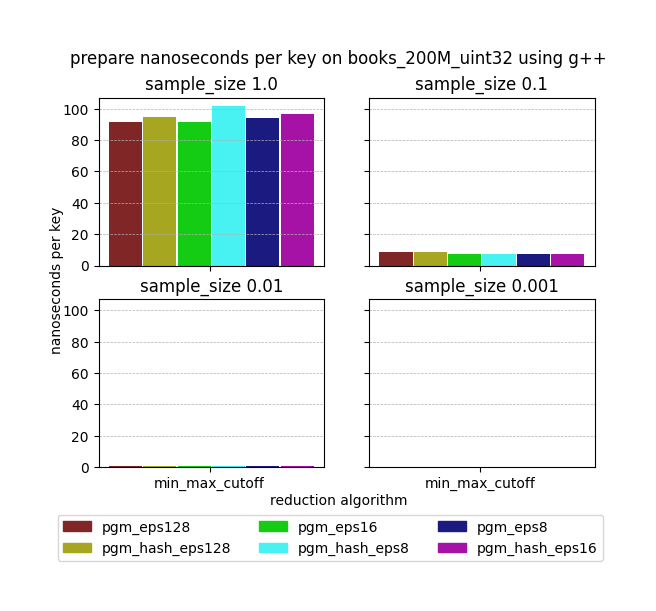 prepare nanoseconds per key on books_200M_uint32 using g++
sample_size 1.0
sample_size 0.1
100
80
60
40
20
0
nanoseconds per key
sample_size 0.01
sample_size 0.001
100
80
60
40
20
0
min_max_cutoff
min_max_cutoff
reduction algorithm
pgm_eps128
pgm_eps16
pgm_eps8
pgm_hash_eps128
pgm_hash_eps8
pgm_hash_eps16